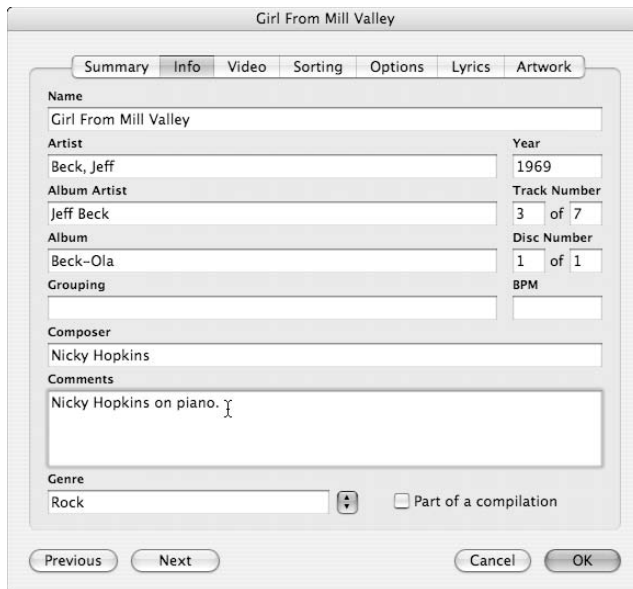 Girl From Mill Valley
Summary Info Video Sorting Options Lyrics Artwork
Name
Girl From Mill Valley
Artist Year
Beck, Jeff 1969
Album Artist Track Number
Jeff Beck 3 of 7
Album Disc Number
Beck-Ola 1 of 1
Grouping BPM
Composer
Nicky Hopkins
Comments
Nicky Hopkins on piano.
Genre
Rock Part of a compilation
Previous Next Cancel OK